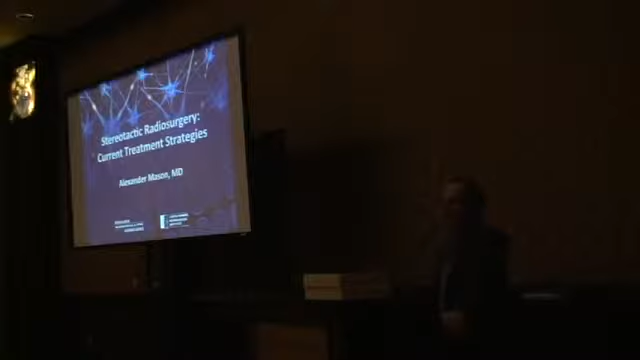 Stereotactic Radiosurgery:
Current Treatment Strategies
Alexander Mason, MD